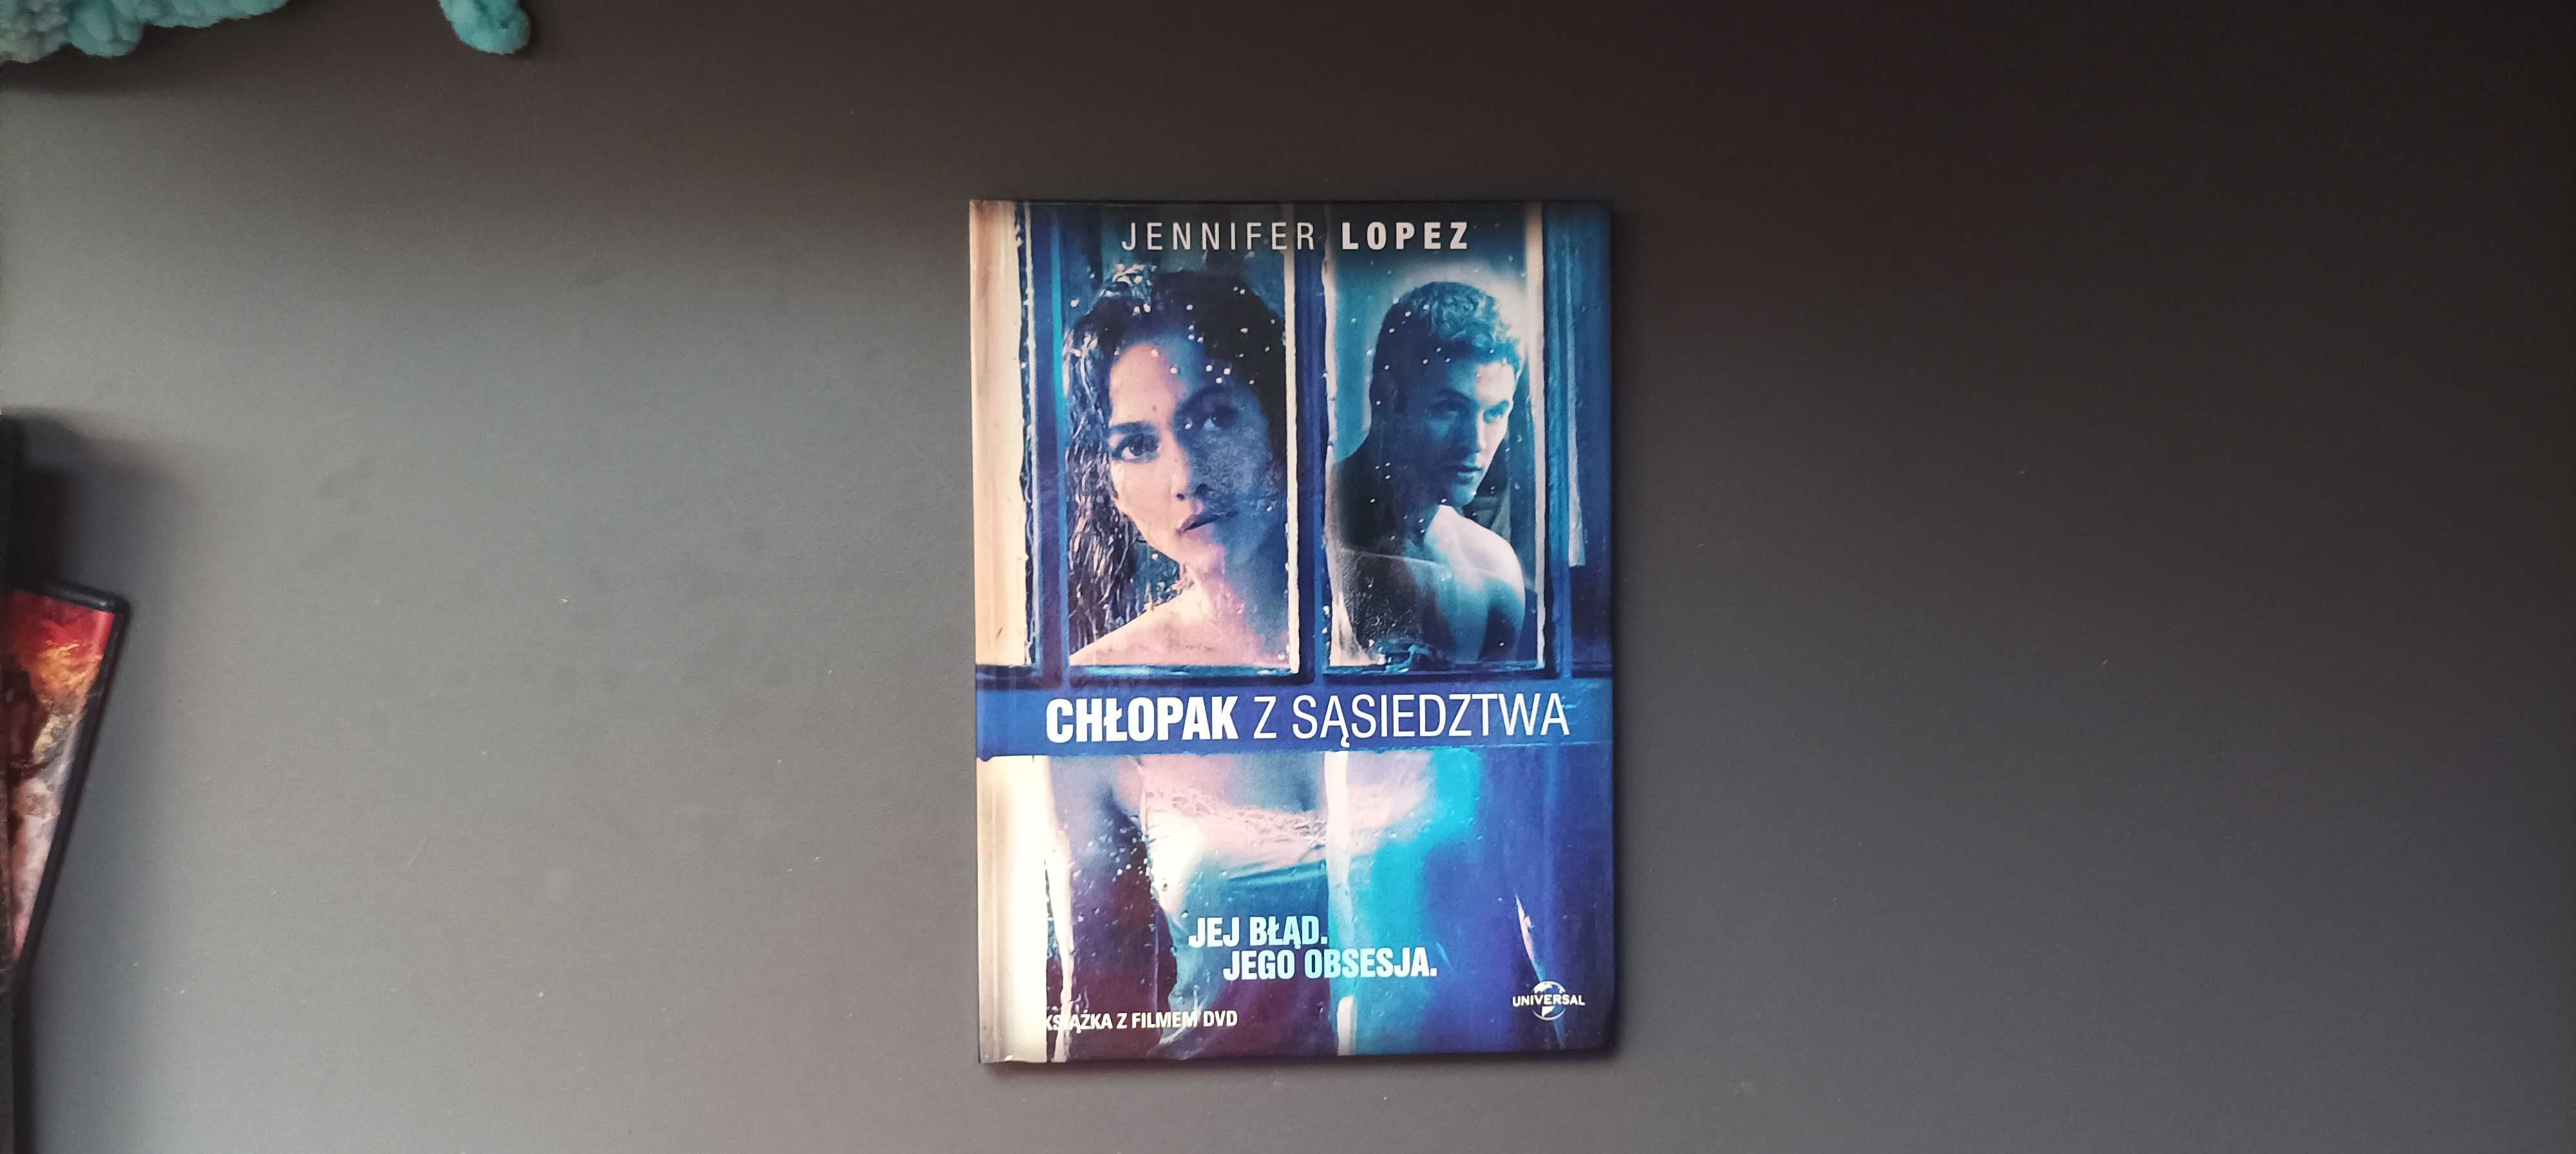 JENNIFER LOPEZ
CHŁOPAK Z SĄSIEDZTWA
JEJ BŁĄD.
JEGO OBSESJA.
KSIĄŻKA Z FILMEM DVD
UNIVERSAL